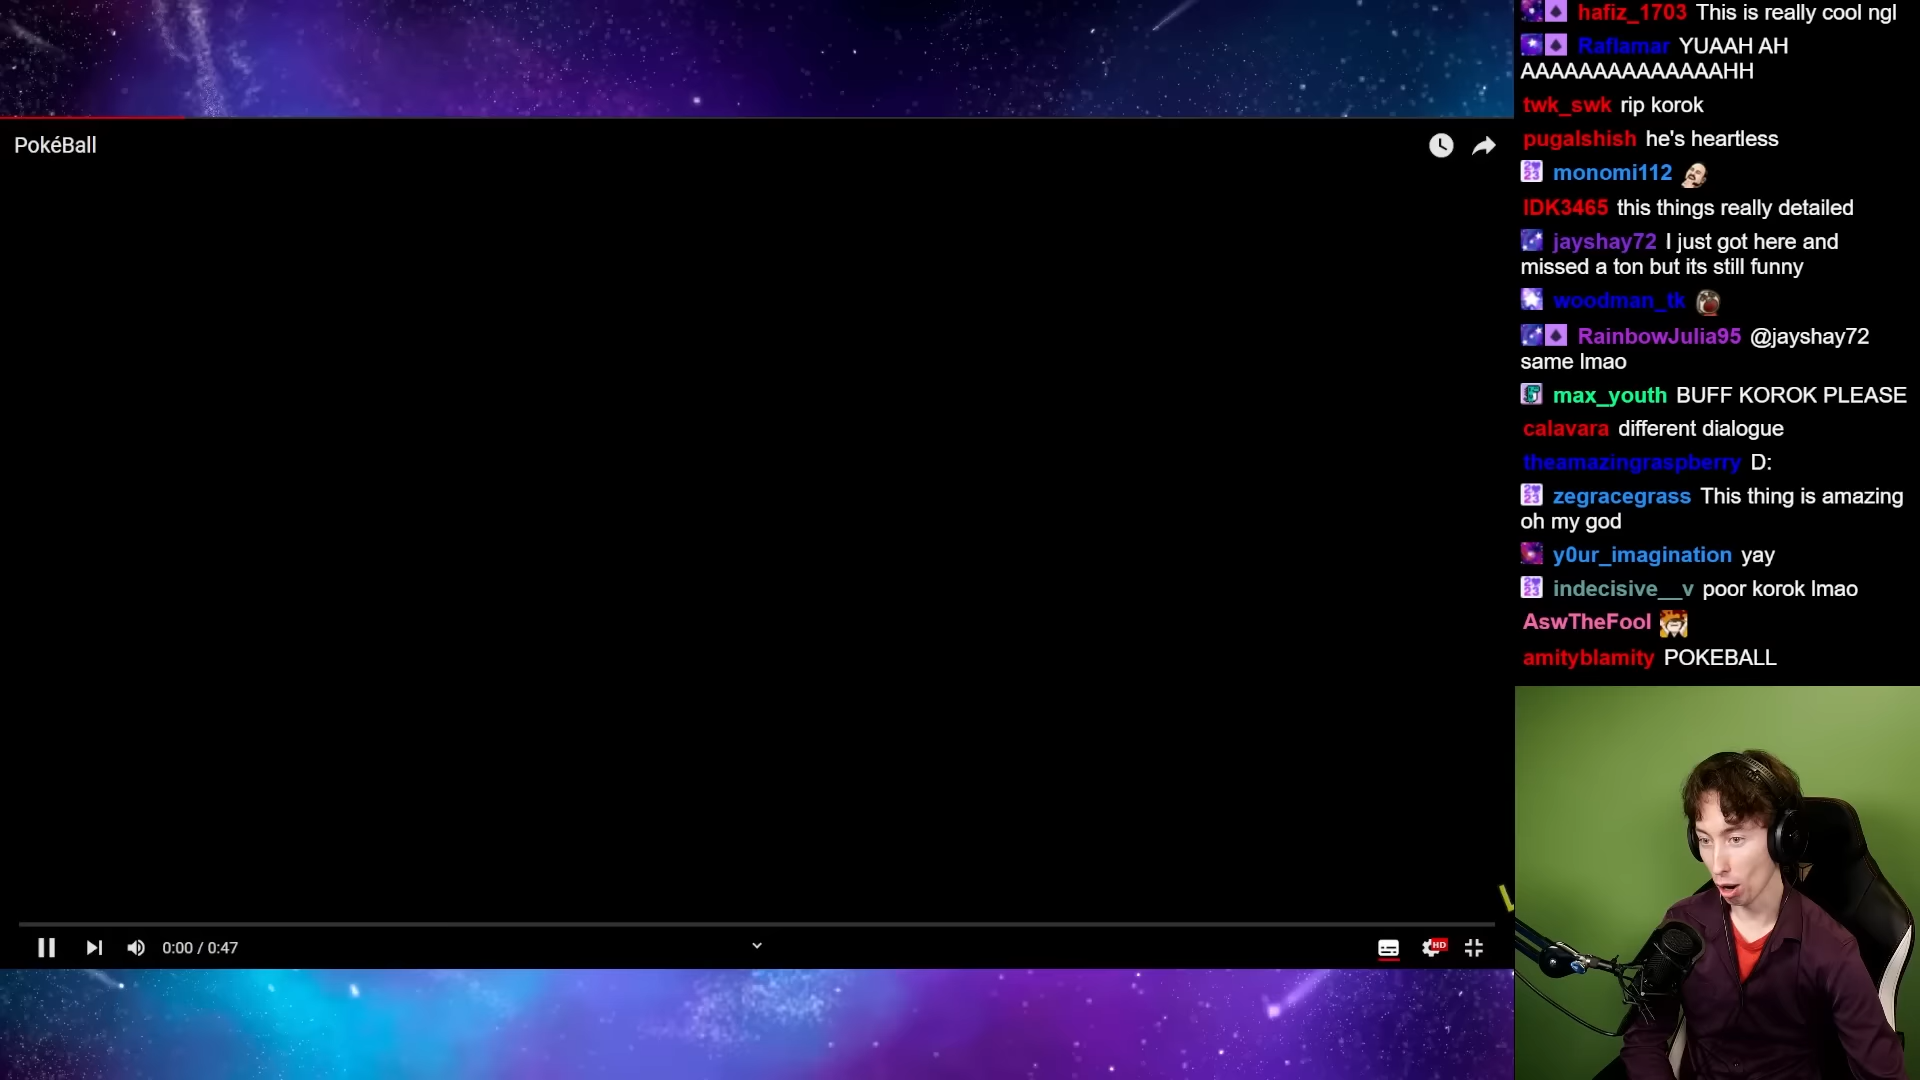 PokéBall
0:00 / 0:47
HD
hafiz_1703 This is really cool ngl
Raflamar YUAAH AH
AAAAAAAAAAAAAAHH
twk_swk rip korok
pugalshish he's heartless
monomi112
IDK3465 this things really detailed
jayshay72 I just got here and
missed a ton but its still funny
woodman_tk
RainbowJulia95 @jayshay72
same lmao
max_youth BUFF KOROK PLEASE
calavara different dialogue
theamazingraspberry D:
zegracegrass This thing is amazing
oh my god
y0ur_imagination yay
indecisive__v poor korok lmao
AswTheFool
amityblamity POKEBALL